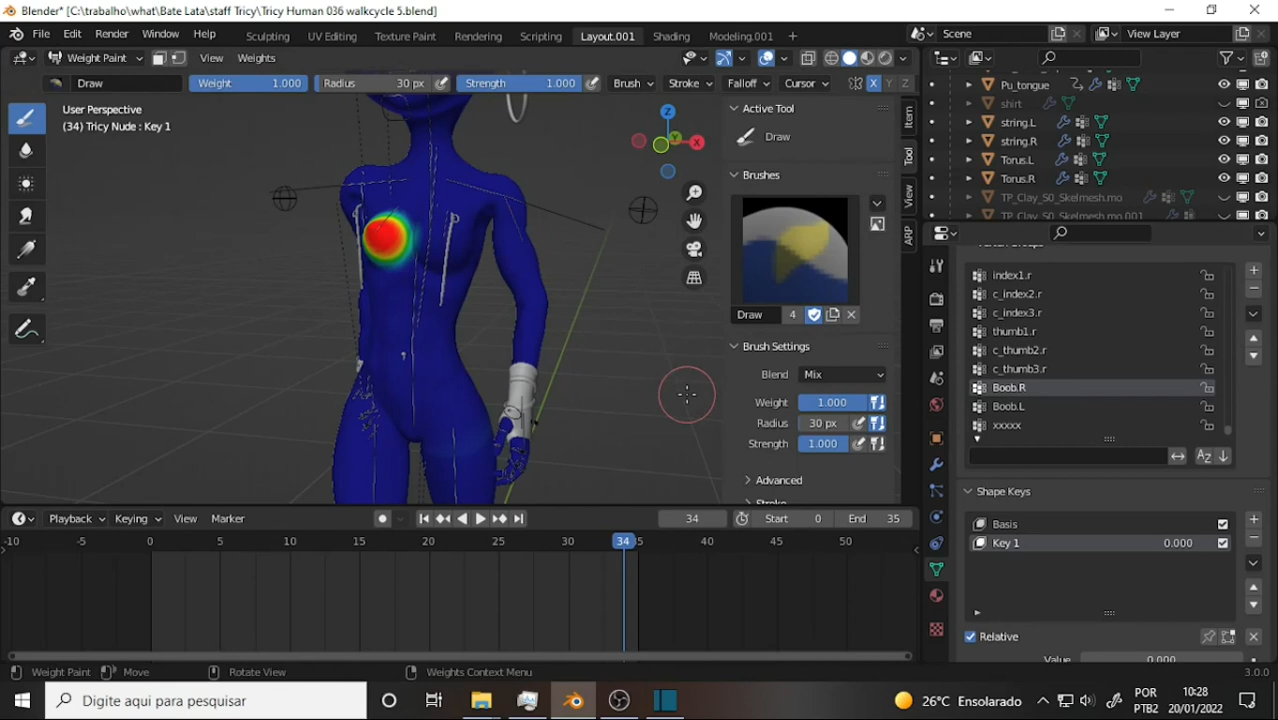 Blender* [C:\trabalho\what\Bate Lata\staff Tricy\Tricy Human 036 walkcycle 5.blend]
File Edit Render Window Help Sculpting UV Editing Texture Paint Rendering Scripting Layout.001 Shading Modeling.001 Scene View Layer
Weight Paint View Weights
Draw Weight 1.000 Radius 30 px Strength 1.000 Brush Stroke Falloff Cursor X Y Z
User Perspective
(34) Tricy Nude : Key 1
Z
Y
X
Active Tool
Draw
Brushes
Draw 4
Brush Settings
Blend Mix
Weight 1.000
Radius 30 px
Strength 1.000
Advanced
Stroke
Item
Tool
View
ARP
Pu_tongue
shirt
string.L
string.R
Torus.L
Torus.R
TP_Clay_S0_Skelmesh.mo
TP_Clay_S0_Skelmesh.mo.001
Vertex Groups
index1.r
c_index2.r
c_index3.r
thumb1.r
c_thumb2.r
c_thumb3.r
Boob.R
Boob.L
xxxxx
Shape Keys
Basis
Key 1 0.000
Relative
Value 0.000
Playback Keying View Marker 34 Start 0 End 35
-10 0 10 20 30 34 35 40 45 50
Weight Paint Move Rotate View Weights Context Menu 3.0.0
Digite aqui para pesquisar
26°C Ensolarado
POR
PTB2
10:28
20/01/2022